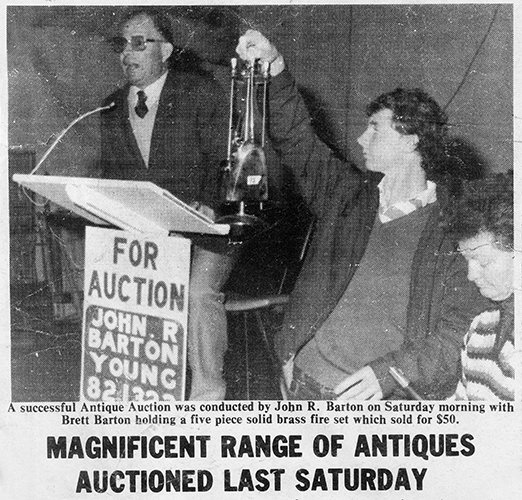 FOR
AUCTION
JOHN. R
BARTON
YOUNG
A successful Antique Auction was conducted by John R. Barton on Saturday morning with
Brett Barton holding a five piece solid brass fire set which sold for $50.
MAGNIFICENT RANGE OF ANTIQUES
AUCTIONED LAST SATURDAY